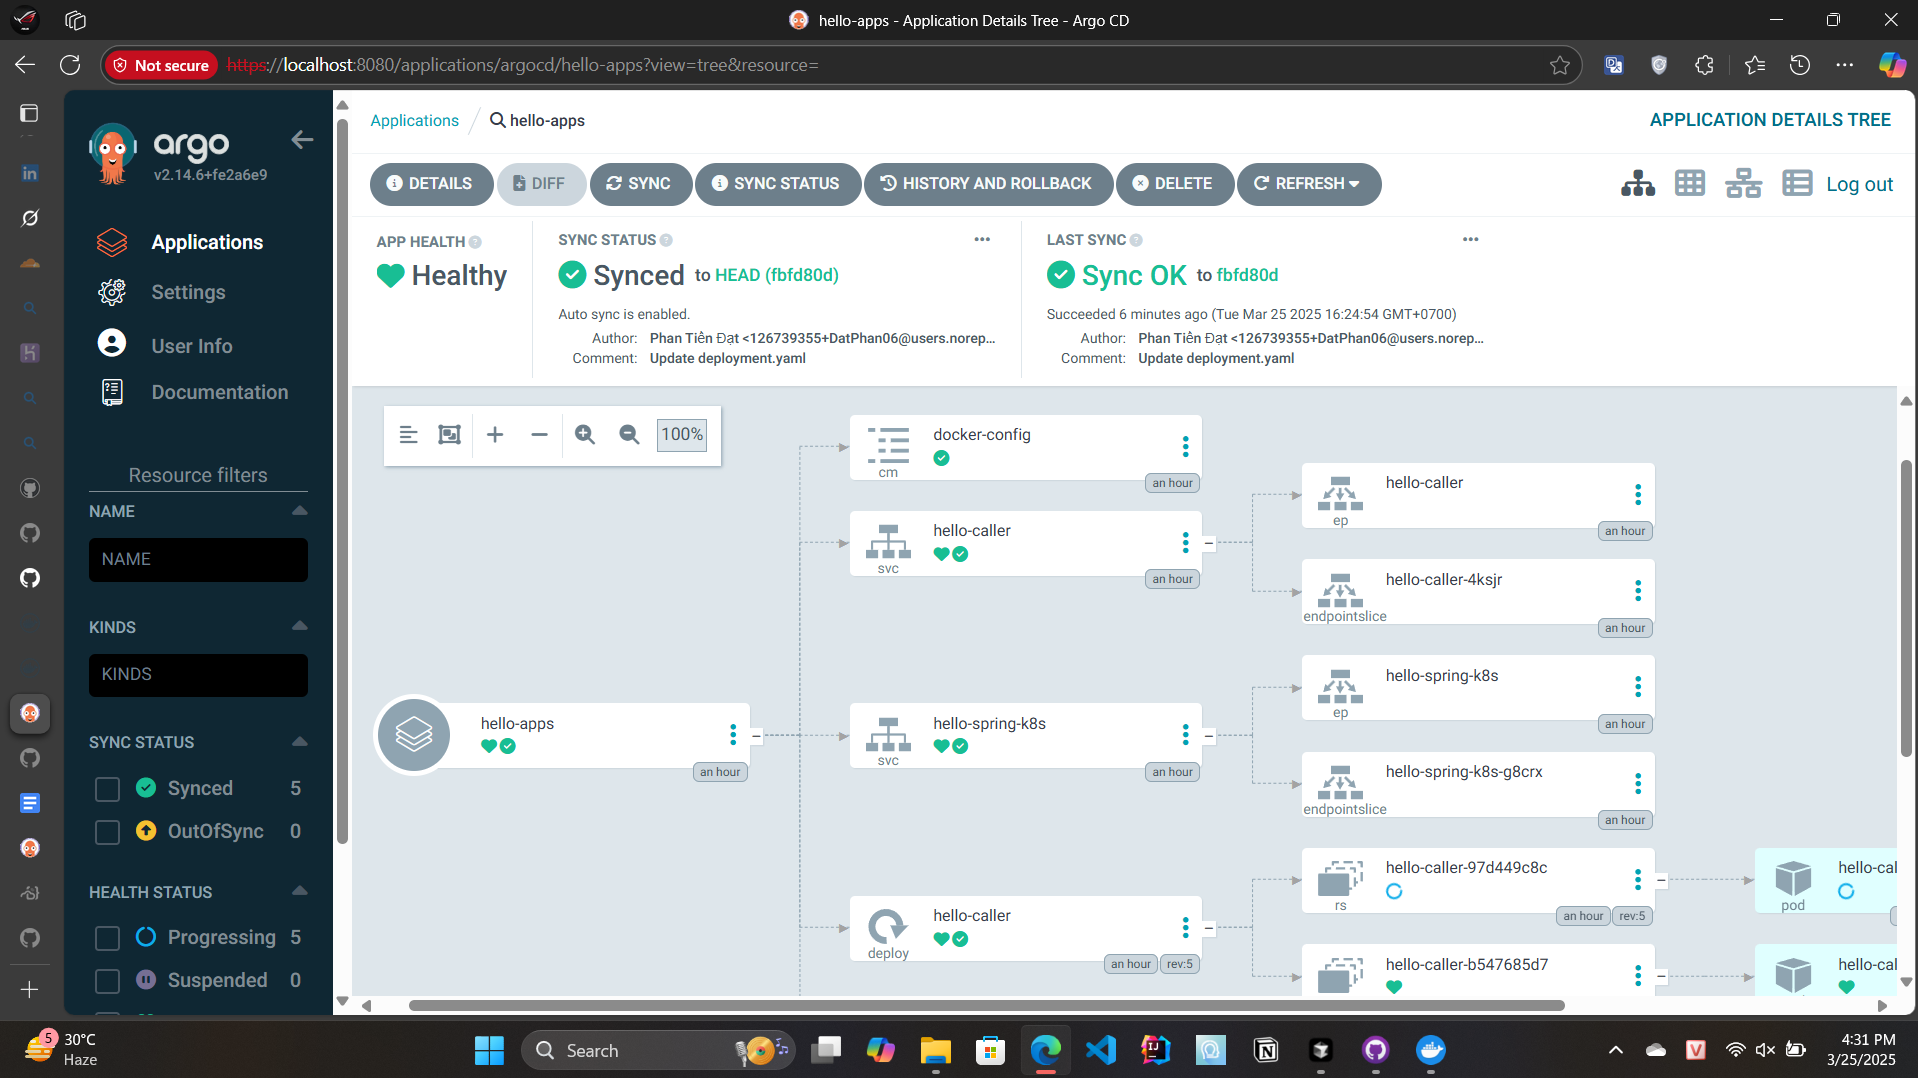 hello-apps - Application Details Tree - Argo CD
Not secure https://localhost:8080/applications/argocd/hello-apps?view=tree&resource=
argo
v2.14.6+fe2a6e9
Applications
Settings
User Info
Documentation
Resource filters
NAME
NAME
KINDS
KINDS
SYNC STATUS
Synced 5
OutOfSync 0
HEALTH STATUS
Progressing 5
Suspended 0
Applications / hello-apps
APPLICATION DETAILS TREE
DETAILS DIFF SYNC SYNC STATUS HISTORY AND ROLLBACK DELETE REFRESH
Log out
APP HEALTH
Healthy
SYNC STATUS
Synced to HEAD (fbfd80d)
Auto sync is enabled.
Author: Phan Tiến Đạt <126739355+DatPhan06@users.norep...
Comment: Update deployment.yaml
LAST SYNC
Sync OK to fbfd80d
Succeeded 6 minutes ago (Tue Mar 25 2025 16:24:54 GMT+0700)
Author: Phan Tiến Đạt <126739355+DatPhan06@users.norep...
Comment: Update deployment.yaml
100%
hello-apps
an hour
docker-config
cm
an hour
hello-caller
svc
an hour
hello-spring-k8s
svc
an hour
hello-caller
deploy
an hour rev:5
hello-caller
ep
an hour
hello-caller-4ksjr
endpointslice
an hour
hello-spring-k8s
ep
an hour
hello-spring-k8s-g8crx
endpointslice
an hour
hello-caller-97d449c8c
rs
an hour rev:5
hello-caller-b547685d7
hello-cal
pod
hello-cal
5
30°C
Haze
Search
4:31 PM
3/25/2025